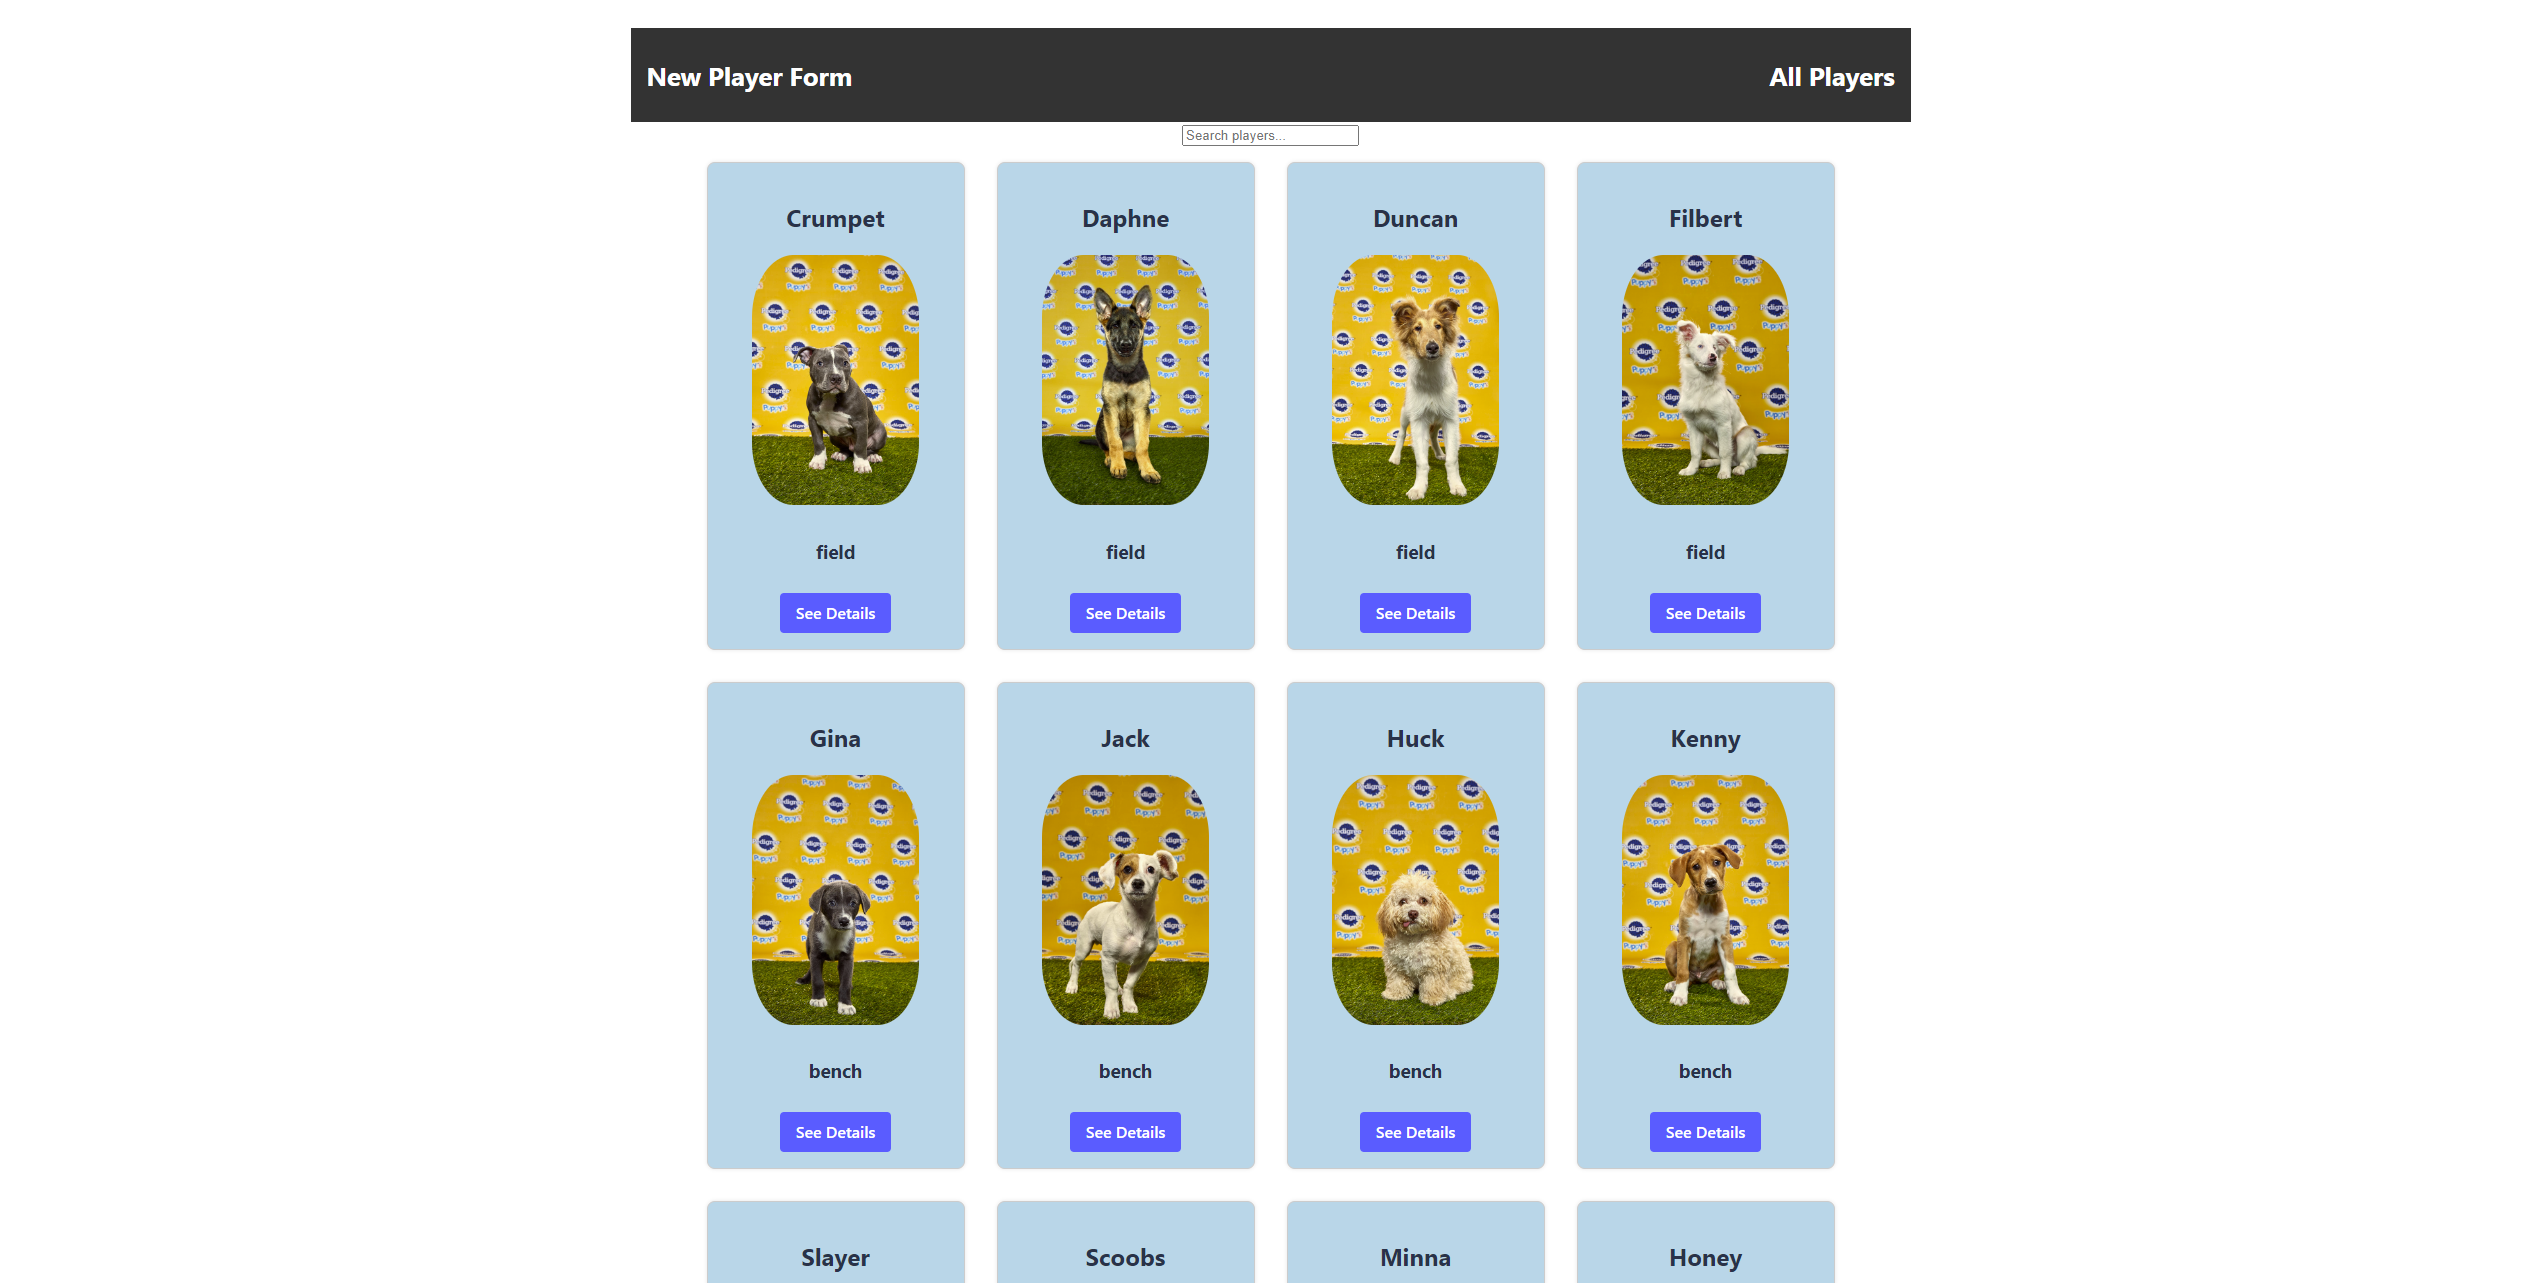 New Player Form
All Players
Search players...
Crumpet
Daphne
Duncan
Filbert
field
field
field
field
See Details
See Details
See Details
See Details
Gina
Jack
Huck
Kenny
bench
bench
bench
bench
See Details
See Details
See Details
See Details
Slayer
Scoobs
Minna
Honey